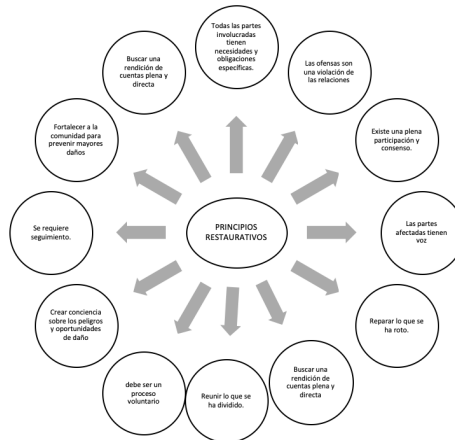 Todas las partes
involucradas
tienen
necesidades y
obligaciones
específicas.
Las ofensas son
una violación de
las relaciones
Existe una plena
participación y
consenso.
Las partes
afectadas tienen
voz
Reparar lo que se
ha roto.
Buscar una
rendición de
cuentas plena y
directa
Reunir lo que se
ha dividido.
debe ser un
proceso
voluntario
Crear conciencia
sobre los peligros
y oportunidades
de daño
Se requiere
seguimiento.
Fortalecer a la
comunidad para
prevenir mayores
daños
Buscar una
rendición de
cuentas plena y
directa
PRINCIPIOS
RESTAURATIVOS